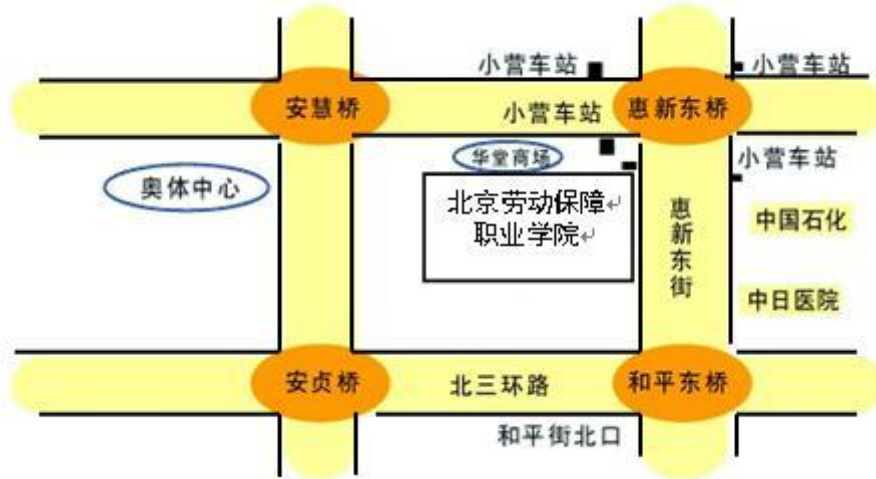 小营车站
小营车站
安慧桥
小营车站
惠新东桥
华堂商场
小营车站
奥体中心
北京劳动保障
职业学院
惠新东街
中国石化
中日医院
安贞桥
北三环路
和平东桥
和平街北口